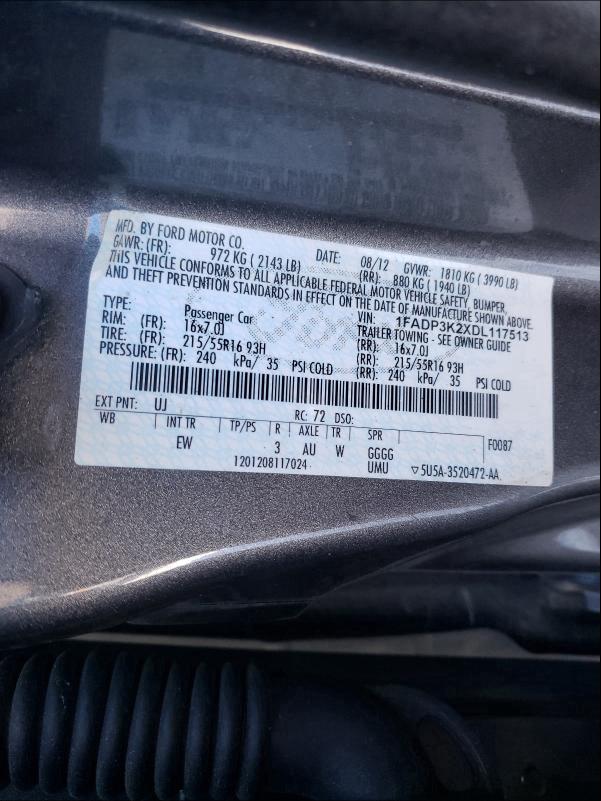 MFD. BY FORD MOTOR CO.
DATE: 08/12 GVWR: 1810 KG ( 3990 LB)
GAWR: (FR): 972 KG ( 2143 LB) (RR): 880 KG ( 1940 LB)
THIS VEHICLE CONFORMS TO ALL APPLICABLE FEDERAL MOTOR VEHICLE SAFETY, BUMPER,
AND THEFT PREVENTION STANDARDS IN EFFECT ON THE DATE OF MANUFACTURE SHOWN ABOVE.
VIN: 1FADP3K2XDL117513
TYPE: Passenger Car TRAILER TOWING - SEE OWNER GUIDE
RIM: (FR): 16x7.0J (RR): 16x7.0J
TIRE: (FR): 215/55R16 93H (RR): 215/55R16 93H
PRESSURE: (FR): 240 kPa/ 35 PSI COLD (RR): 240 kPa/ 35 PSI COLD
EXT PNT: UJ RC: 72 DSO:
WB INT TR TP/PS R AXLE TR SPR F0087
EW 3 AU W GGGG
1201208117024 UMU ▽5U5A-3520472-AA